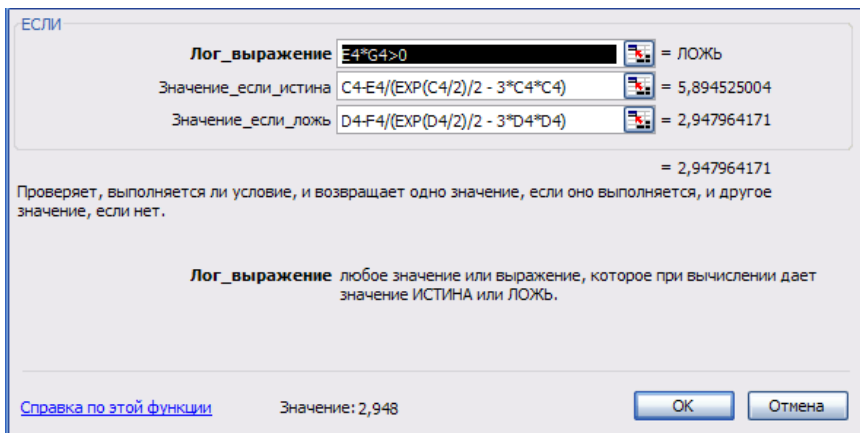 ЕСЛИ
Лог_выражение E4*G4>0 = ЛОЖЬ
Значение_если_истина C4-E4/(EXP(C4/2)/2 - 3*C4*C4) = 5,894525004
Значение_если_ложь D4-F4/(EXP(D4/2)/2 - 3*D4*D4) = 2,947964171
= 2,947964171
Проверяет, выполняется ли условие, и возвращает одно значение, если оно выполняется, и другое
значение, если нет.
Лог_выражение любое значение или выражение, которое при вычислении дает
значение ИСТИНА или ЛОЖЬ.
Справка по этой функции Значение: 2,948 ОК Отмена